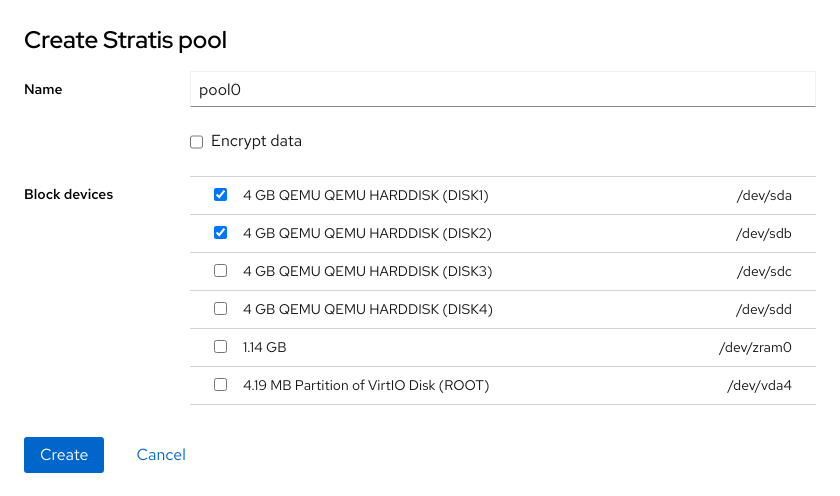 Create Stratis pool
Name
pool0
Encrypt data
Block devices
4 GB QEMU QEMU HARDDISK (DISK1) /dev/sda
4 GB QEMU QEMU HARDDISK (DISK2) /dev/sdb
4 GB QEMU QEMU HARDDISK (DISK3) /dev/sdc
4 GB QEMU QEMU HARDDISK (DISK4) /dev/sdd
1.14 GB /dev/zram0
4.19 MB Partition of VirtIO Disk (ROOT) /dev/vda4
Create Cancel